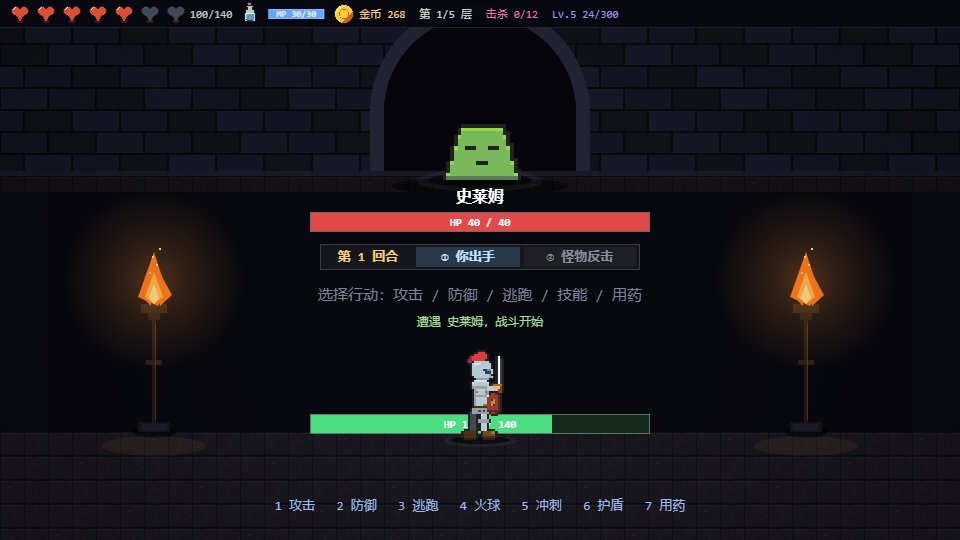 100/140 MP 30/30 金币 268 第 1/5 层 击杀 0/12 Lv.5 24/300
史莱姆
HP 40 / 40
第 1 回合 ① 你出手 ② 怪物反击
选择行动: 攻击 / 防御 / 逃跑 / 技能 / 用药
遭遇 史莱姆, 战斗开始
HP 140
1 攻击 2 防御 3 逃跑 4 火球 5 冲刺 6 护盾 7 用药